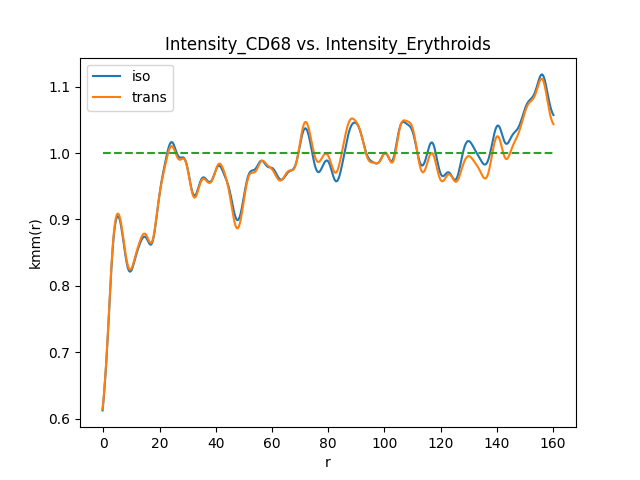 Intensity_CD68 vs. Intensity_Erythroids
iso
trans
kmm(r)
1.1
1.0
0.9
0.8
0.7
0.6
0 20 40 60 80 100 120 140 160
r